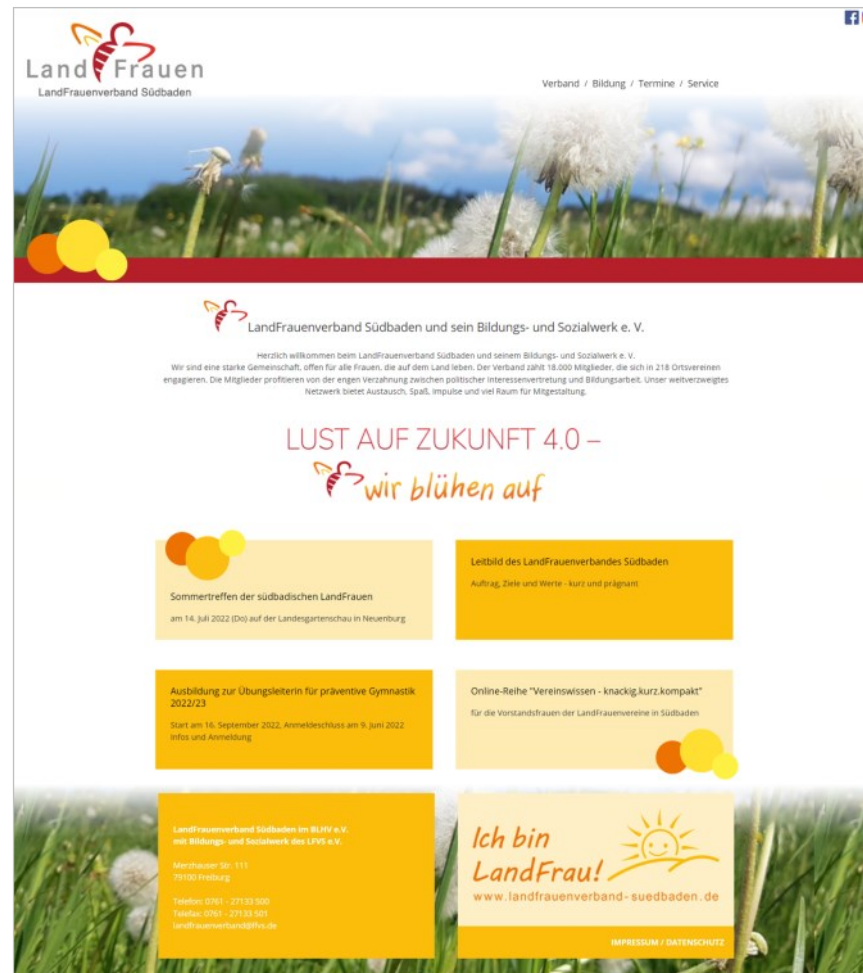 Land Frauen
LandFrauenverband Südbaden
Verband / Bildung / Termine / Service
LandFrauenverband Südbaden und sein Bildungs- und Sozialwerk e. V.
Herzlich willkommen beim LandFrauenverband Südbaden und seinem Bildungs- und Sozialwerk e. V.
Wir sind eine starke Gemeinschaft, offen für alle Frauen, die auf dem Land leben. Der Verband zählt 18.000 Mitglieder, die sich in 218 Ortsvereinen
engagieren. Die Mitglieder profitieren von der engen Verzahnung zwischen politischer Interessenvertretung und Bildungsarbeit. Unser weitverzweigtes
Netzwerk bietet Austausch, Spaß, Impulse und viel Raum für Mitgestaltung.
LUST AUF ZUKUNFT 4.0 –
wir blühen auf
Sommertreffen der südbadischen LandFrauen
am 14. Juli 2022 (Do) auf der Landesgartenschau in Neuenburg
Leitbild des LandFrauenverbandes Südbaden
Auftrag, Ziele und Werte - kurz und prägnant
Ausbildung zur Übungsleiterin für präventive Gymnastik
2022/23
Start am 16. September 2022, Anmeldeschluss am 9. Juni 2022
Infos und Anmeldung
Online-Reihe "Vereinswissen - knackig.kurz.kompakt"
für die Vorstandsfrauen der LandFrauenvereine in Südbaden
LandFrauenverband Südbaden im BLHV e.V.
mit Bildungs- und Sozialwerk des LFVS e.V.
Merzhauser Str. 111
79100 Freiburg
Telefon: 0761 - 27133 500
Telefax: 0761 - 27133 501
landfrauenverband@lfvs.de
Ich bin
LandFrau!
www.landfrauenverband-suedbaden.de
IMPRESSUM / DATENSCHUTZ